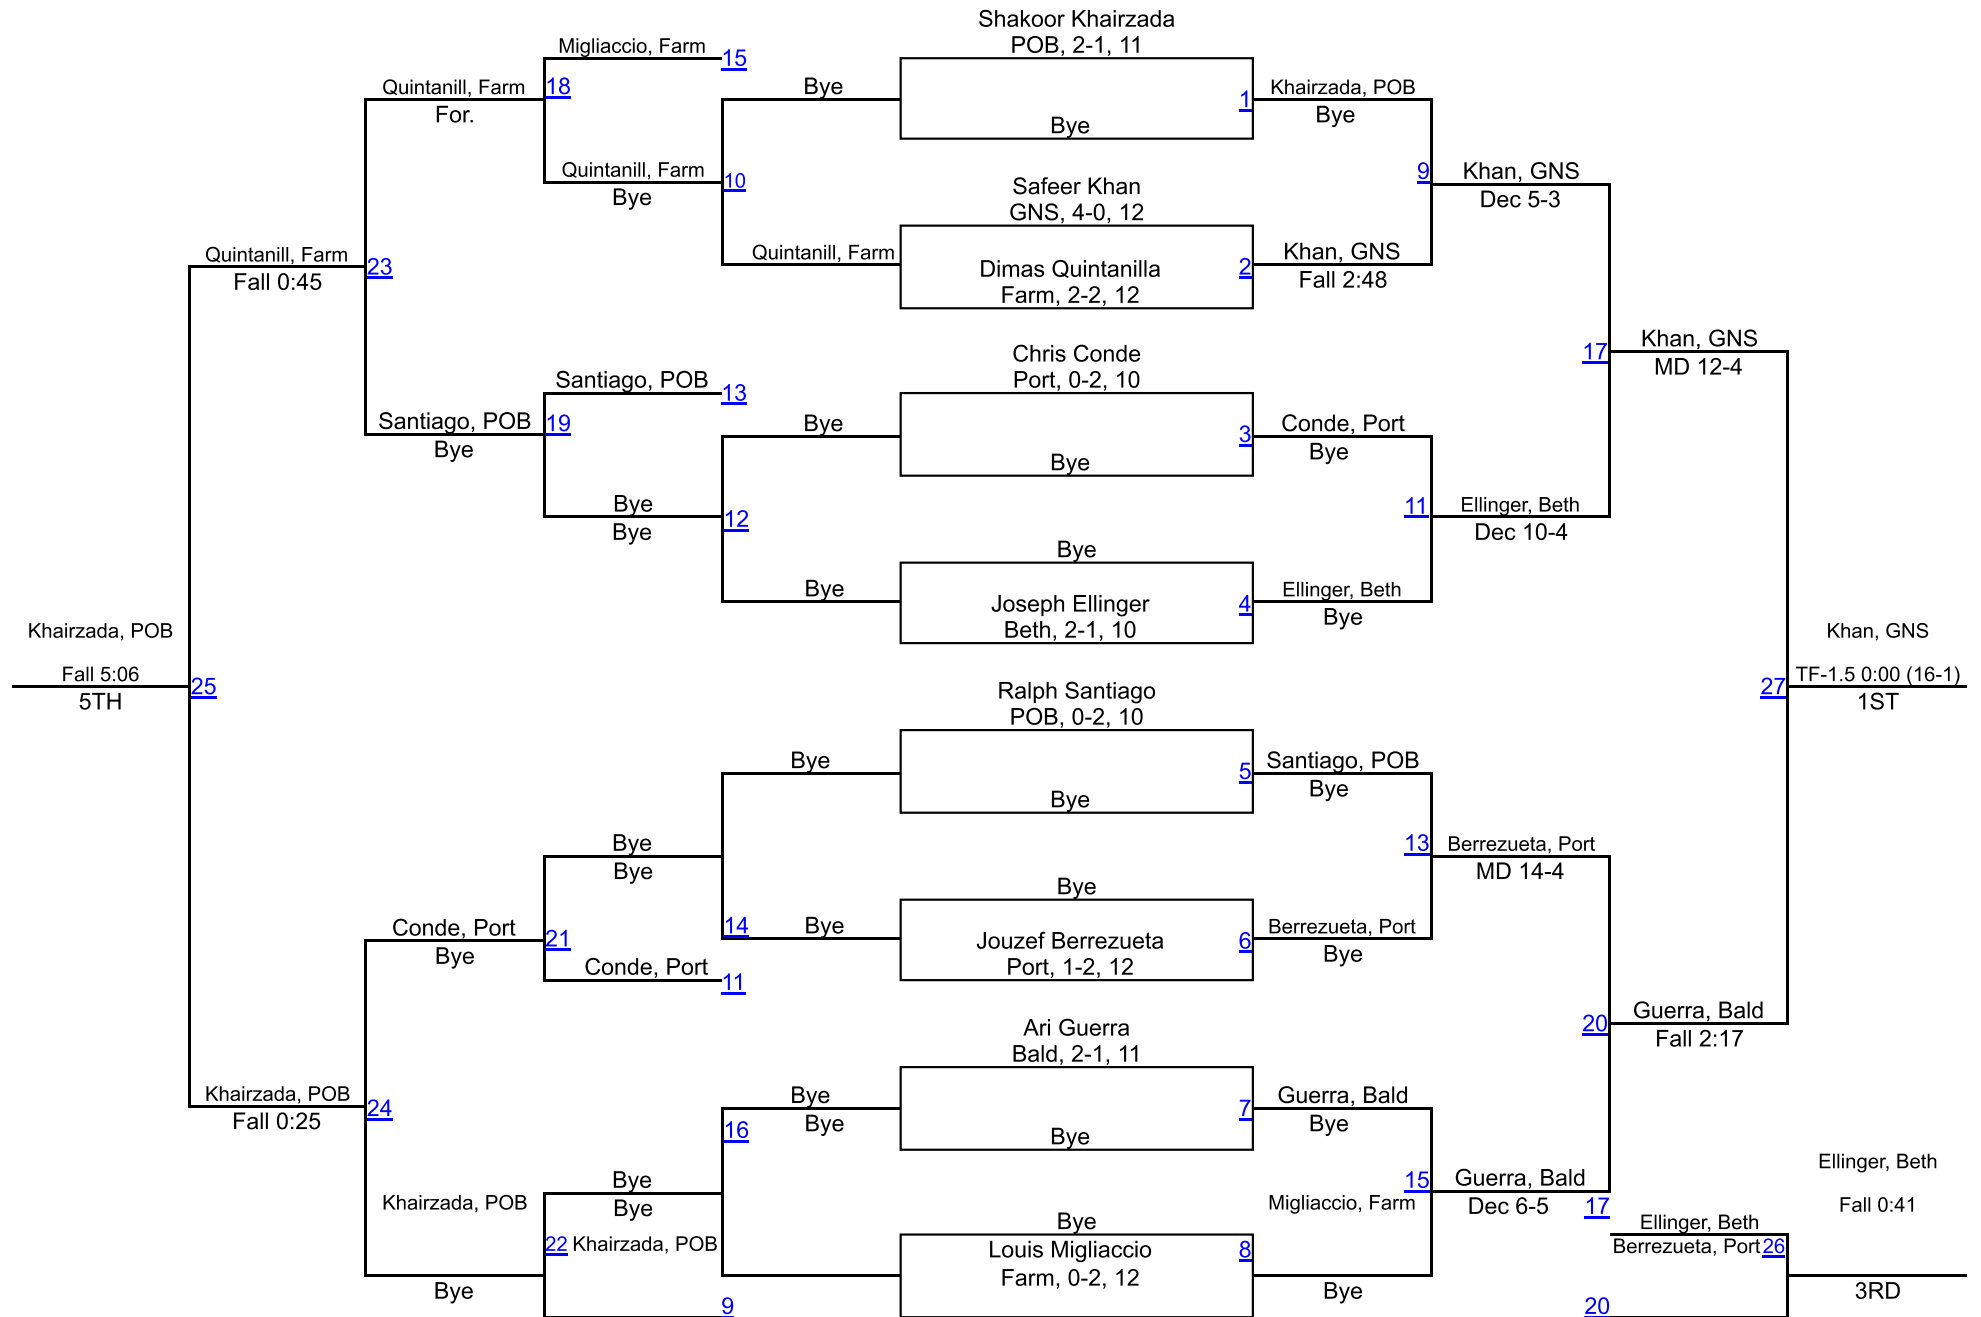 Shakoor Khairzada
POB, 2-1, 11
Migliaccio, Farm
15
Quintanill, Farm
18
For.
Bye
1
Khairzada, POB
Bye
Bye
Quintanill, Farm
Bye
10
9
Khan, GNS
Dec 5-3
Safeer Khan
GNS, 4-0, 12
Quintanill, Farm
Dimas Quintanilla
Farm, 2-2, 12
2
Khan, GNS
Fall 2:48
Quintanill, Farm
Fall 0:45
23
Chris Conde
Port, 0-2, 10
17
Khan, GNS
MD 12-4
Santiago, POB
13
Santiago, POB
Bye
19
Bye
3
Conde, Port
Bye
Bye
Bye
Bye
12
11
Ellinger, Beth
Dec 10-4
Bye
Bye
Joseph Ellinger
Beth, 2-1, 10
4
Ellinger, Beth
Bye
Khairzada, POB
Fall 5:06
5TH
25
Khan, GNS
TF-1.5 0:00 (16-1)
1ST
27
Ralph Santiago
POB, 0-2, 10
Bye
5
Santiago, POB
Bye
Bye
Bye
Bye
13
Berrezueta, Port
MD 14-4
Bye
Conde, Port
Bye
21
14
Bye
Jouzef Berrezueta
Port, 1-2, 12
6
Berrezueta, Port
Bye
Conde, Port
11
Ari Guerra
Bald, 2-1, 11
20
Guerra, Bald
Fall 2:17
Khairzada, POB
Fall 0:25
24
Bye
Bye
16
7
Guerra, Bald
Bye
Bye
Khairzada, POB
Bye
Bye
15
Guerra, Bald
Dec 6-5
Migliaccio, Farm
17
Ellinger, Beth
Fall 0:41
22
Khairzada, POB
Bye
Louis Migliaccio
Farm, 0-2, 12
8
Ellinger, Beth
Berrezueta, Port
26
Bye
9
Bye
20
3RD